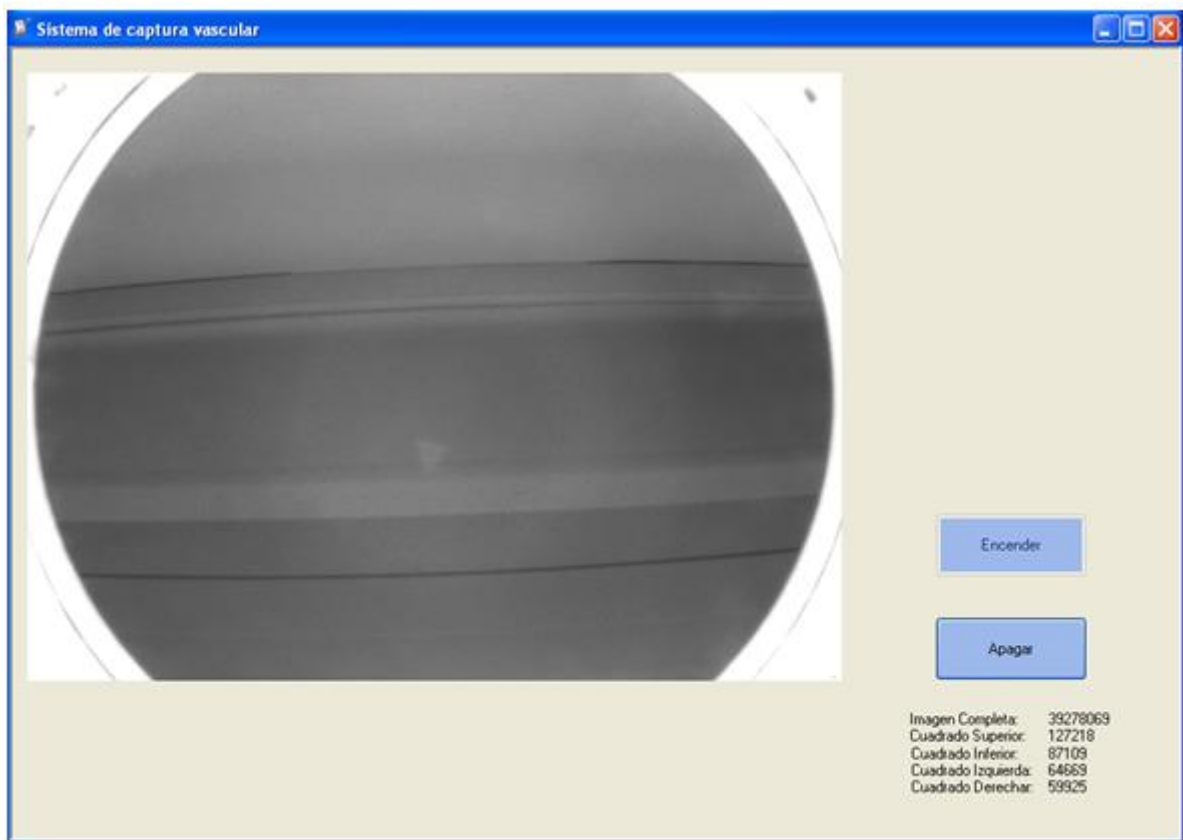 Sistema de captura vascular
Encender
Apagar
Imagen Completa: 39278069
Cuadrado Superior: 127218
Cuadrado Inferior: 87109
Cuadrado Izquierda: 64669
Cuadrado Derechar: 59925